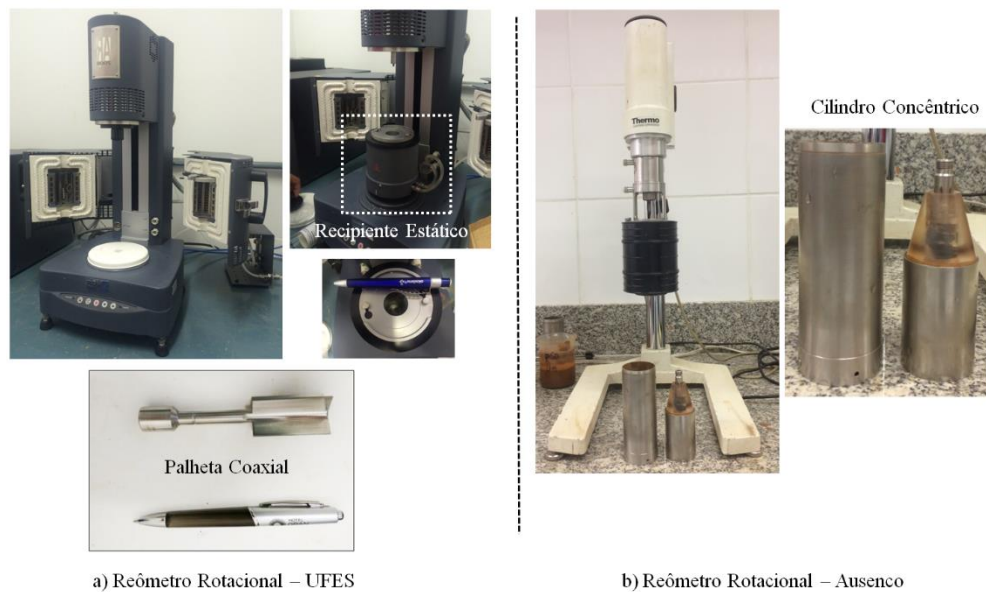 Recipiente Estático
Palheta Coaxial
a) Reômetro Rotacional – UFES
Thermo
Cilindro Concêntrico
b) Reômetro Rotacional – Ausenco